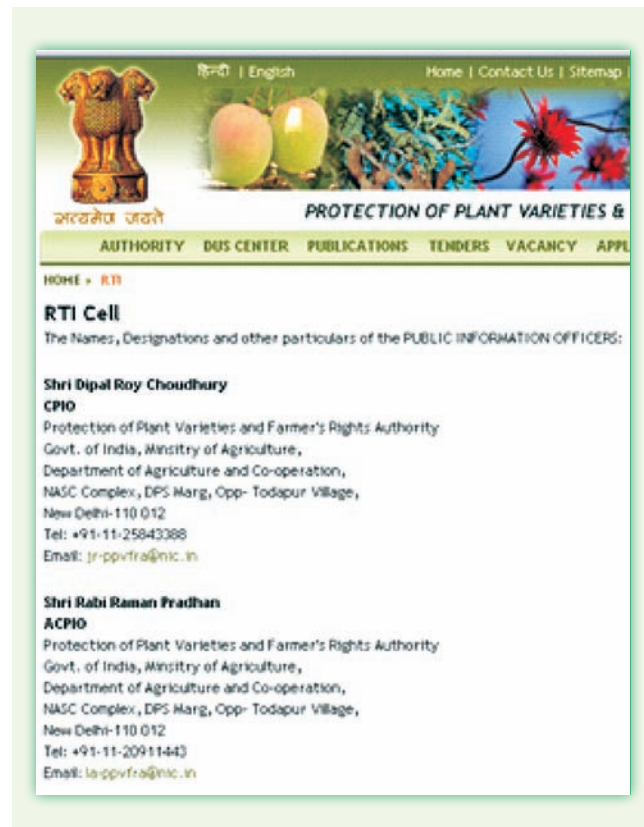 हिन्दी | English Home | Contact Us | Sitemap |
सत्यमेव जयते
PROTECTION OF PLANT VARIETIES &
AUTHORITY DUS CENTER PUBLICATIONS TENDERS VACANCY APPL
HOME » RTI
RTI Cell
The Names, Designations and other particulars of the PUBLIC INFORMATION OFFICERS:
Shri Dipal Roy Choudhury
CPIO
Protection of Plant Varieties and Farmer's Rights Authority
Govt. of India, Minsitry of Agriculture,
Department of Agriculture and Co-operation,
NASC Complex, DPS Marg, Opp- Todapur Village,
New Delhi-110 012
Tel: +91-11-25843388
Email: jr-ppvfra@nic.in
Shri Rabi Raman Pradhan
ACPIO
Protection of Plant Varieties and Farmer's Rights Authority
Govt. of India, Minsitry of Agriculture,
Department of Agriculture and Co-operation,
NASC Complex, DPS Marg, Opp- Todapur Village,
New Delhi-110 012
Tel: +91-11-20911443
Email: la-ppvfra@nic.in